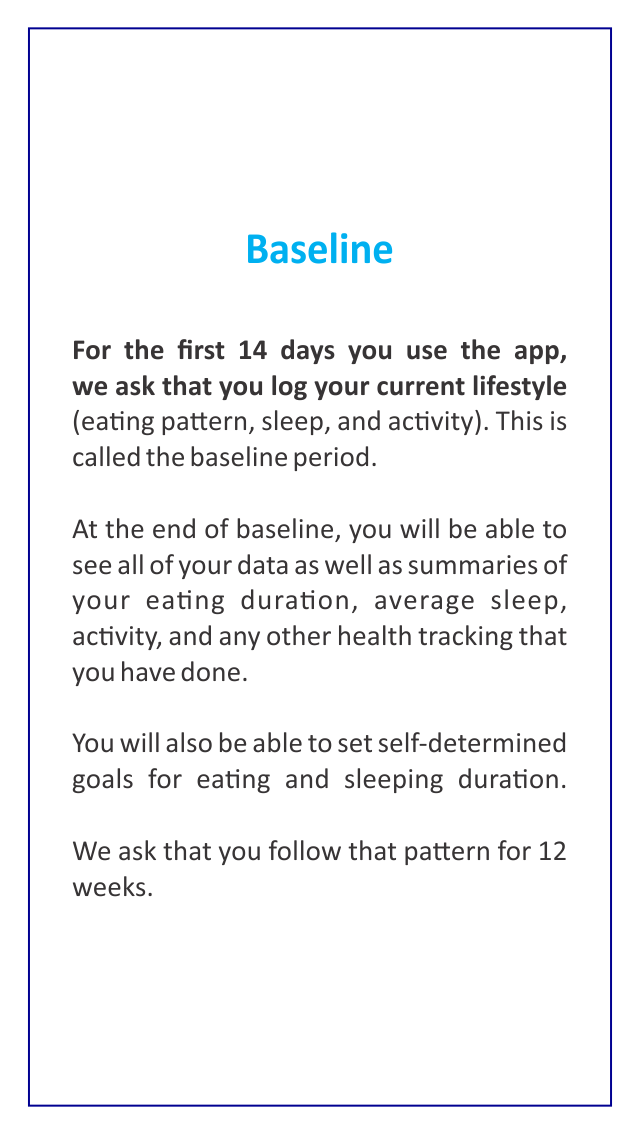 Baseline
For the first 14 days you use the app,
we ask that you log your current lifestyle
(eating pattern, sleep, and activity). This is
called the baseline period.
At the end of baseline, you will be able to
see all of your data as well as summaries of
your eating duration, average sleep,
activity, and any other health tracking that
you have done.
You will also be able to set self-determined
goals for eating and sleeping duration.
We ask that you follow that pattern for 12
weeks.